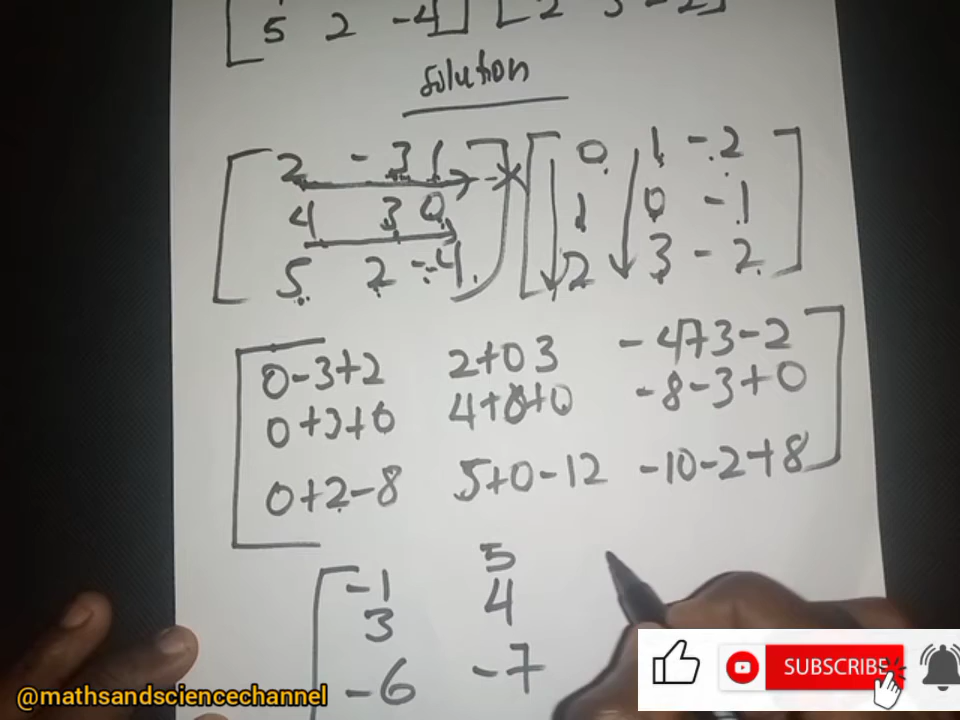 5 2 -4 2 3 -2
Solution
2 -3 1 × 0 1 -2
4 3 0 1 0 -1
5 2 -4 2 3 -2
0-3+2 2+0 3 -4+3-2
0+3+0 4+0+0 -8-3+0
0+2-8 5+0-12 -10-2+8
-1 5
3 4
-6 -7
SUBSCRIBE
@mathsandsciencechannel